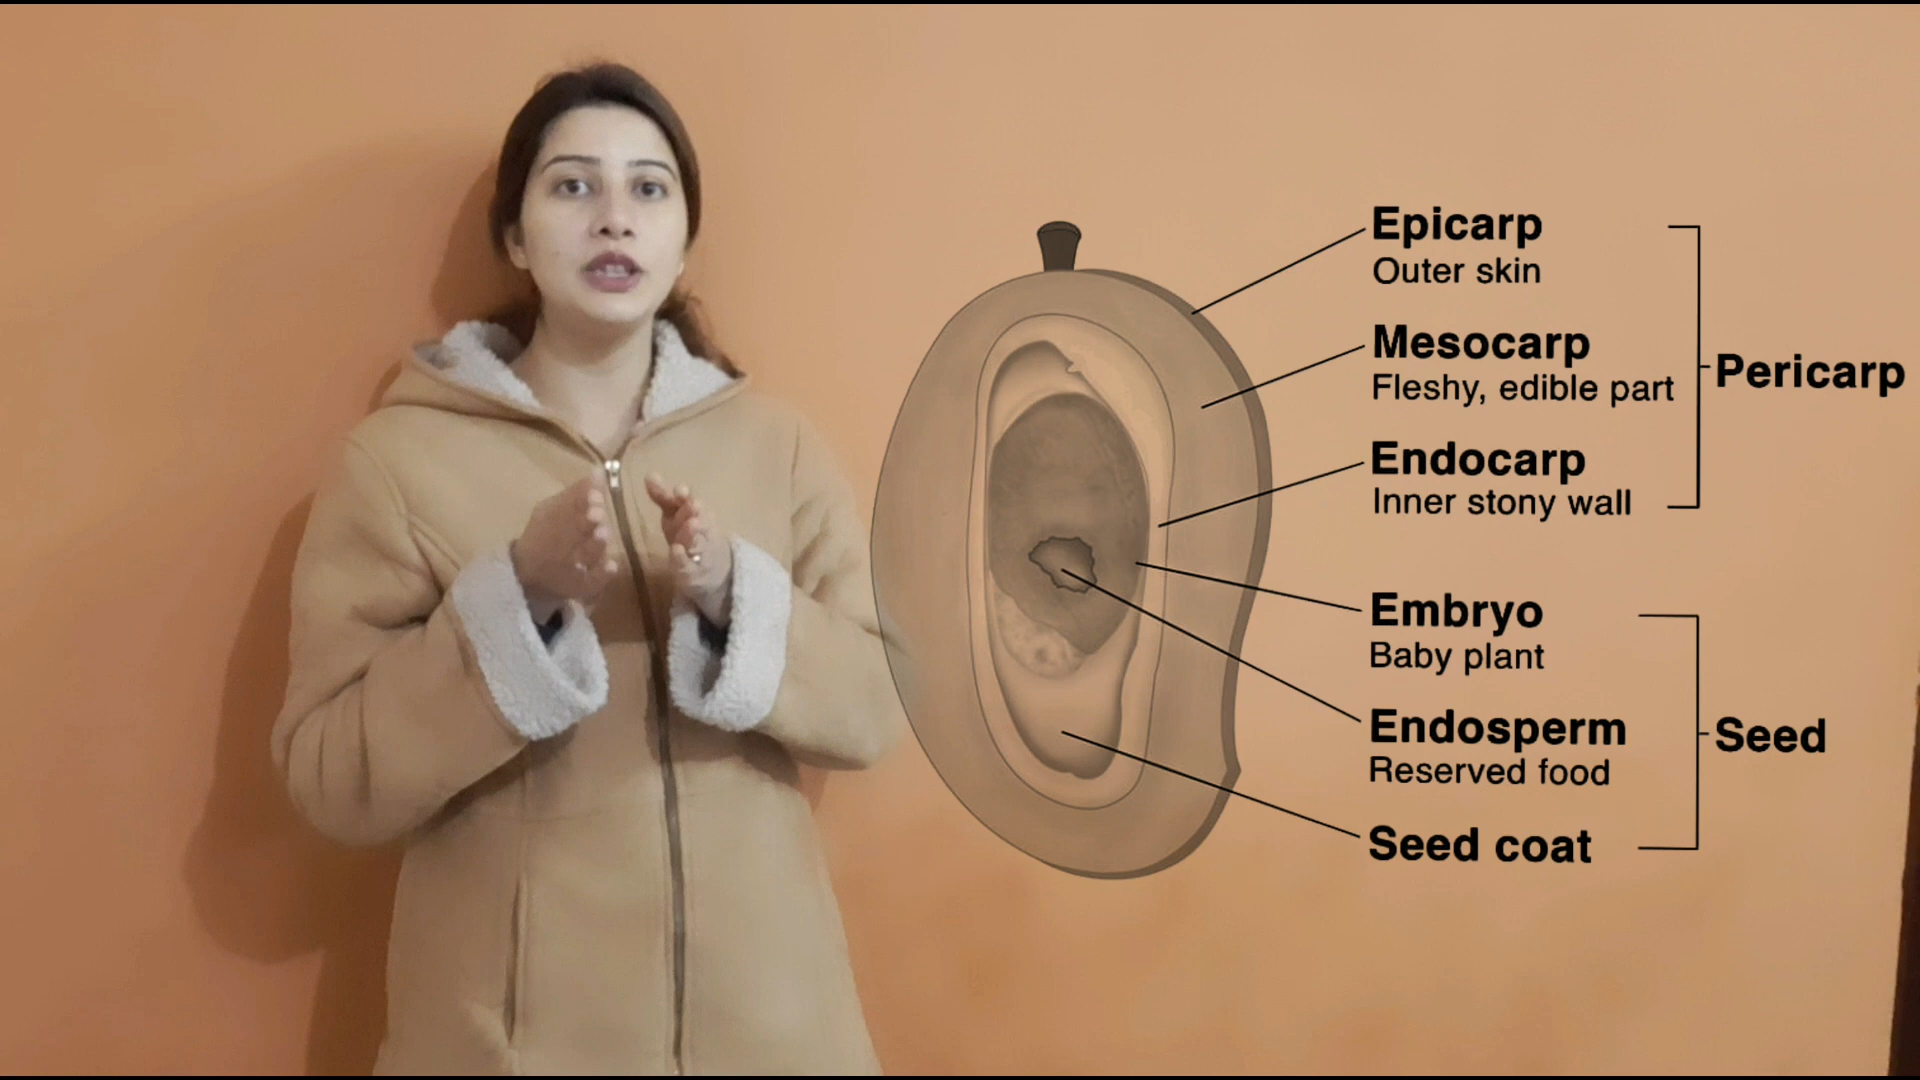 Epicarp
Outer skin
Mesocarp
Fleshy, edible part
Endocarp
Inner stony wall
Pericarp
Embryo
Baby plant
Endosperm
Reserved food
Seed coat
Seed